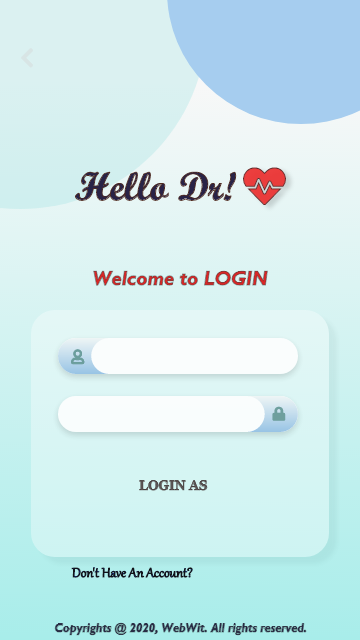 Hello Dr!
Welcome to LOGIN
LOGIN AS
Don't Have An Account?
Copyrights @ 2020, WebWit. All rights reserved.